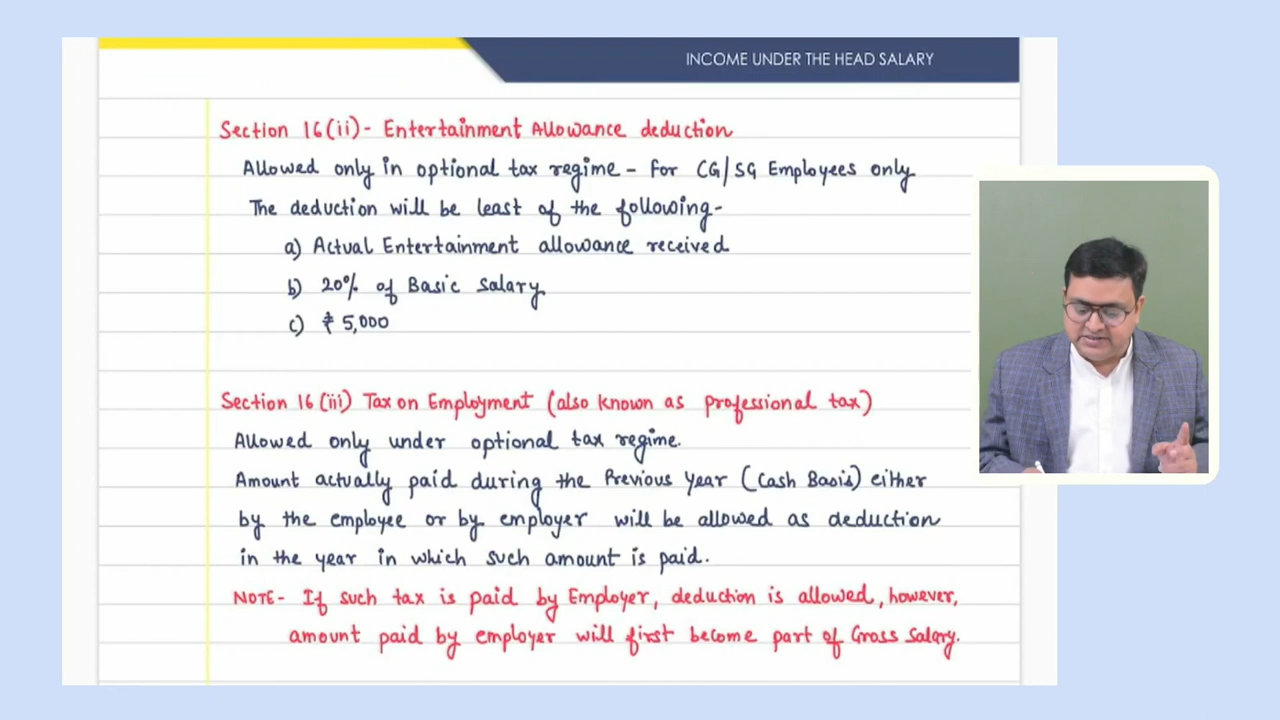 INCOME UNDER THE HEAD SALARY
Section 16(ii)- Entertainment Allowance deduction
Allowed only in optional tax regime - For CG/SG Employees only
The deduction will be least of the following-
a) Actual Entertainment allowance received
b) 20% of Basic Salary
c) ₹ 5,000
Section 16 (iii) Tax on Employment (also known as professional tax)
Allowed only under optional tax regime.
Amount actually paid during the Previous Year (Cash Basis) either
by the employee or by employer will be allowed as deduction
in the year in which such amount is paid.
NOTE- If such tax is paid by Employer, deduction is allowed, however,
amount paid by employer will first become part of Gross Salary.